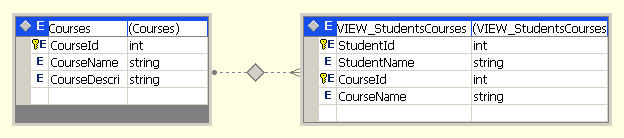 E Courses (Courses)
E CourseId int
E CourseName string
E CourseDescri string
E VIEW_StudentsCourses (VIEW_StudentsCourses
E StudentId int
E StudentName string
E CourseId int
E CourseName string